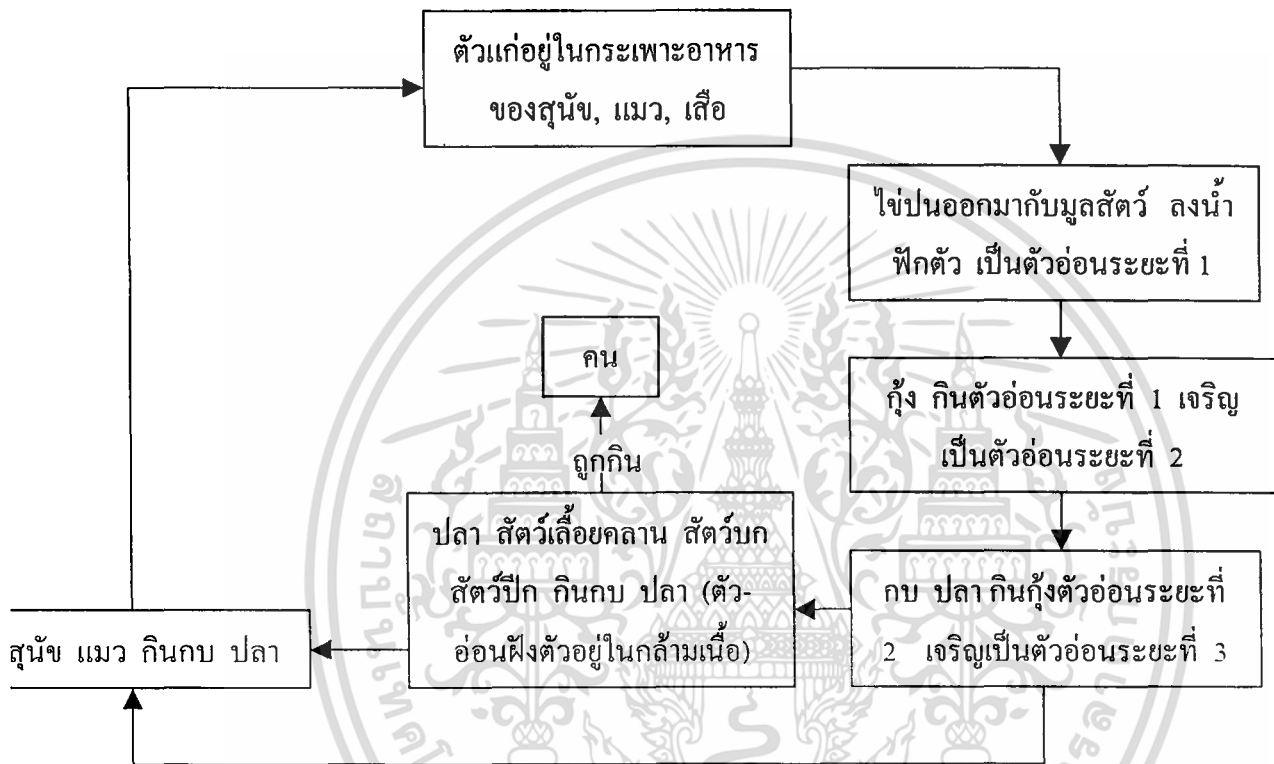 ตัวแก่อยู่ในกระเพาะอาหาร
ของสุนัข, แมว, เสือ
ไข่ปนออกมากับมูลสัตว์ ลงน้ำ
ฟักตัว เป็นตัวอ่อนระยะที่ 1
กุ้ง กินตัวอ่อนระยะที่ 1 เจริญ
เป็นตัวอ่อนระยะที่ 2
กบ ปลา กินกุ้งตัวอ่อนระยะที่
2 เจริญเป็นตัวอ่อนระยะที่ 3
คน
ถูกกิน
ปลา สัตว์เลื้อยคลาน สัตว์บก
สัตว์ปีก กินกบ ปลา (ตัว-
อ่อนฝังตัวอยู่ในกล้ามเนื้อ)
สุนัข แมว กินกบ ปลา